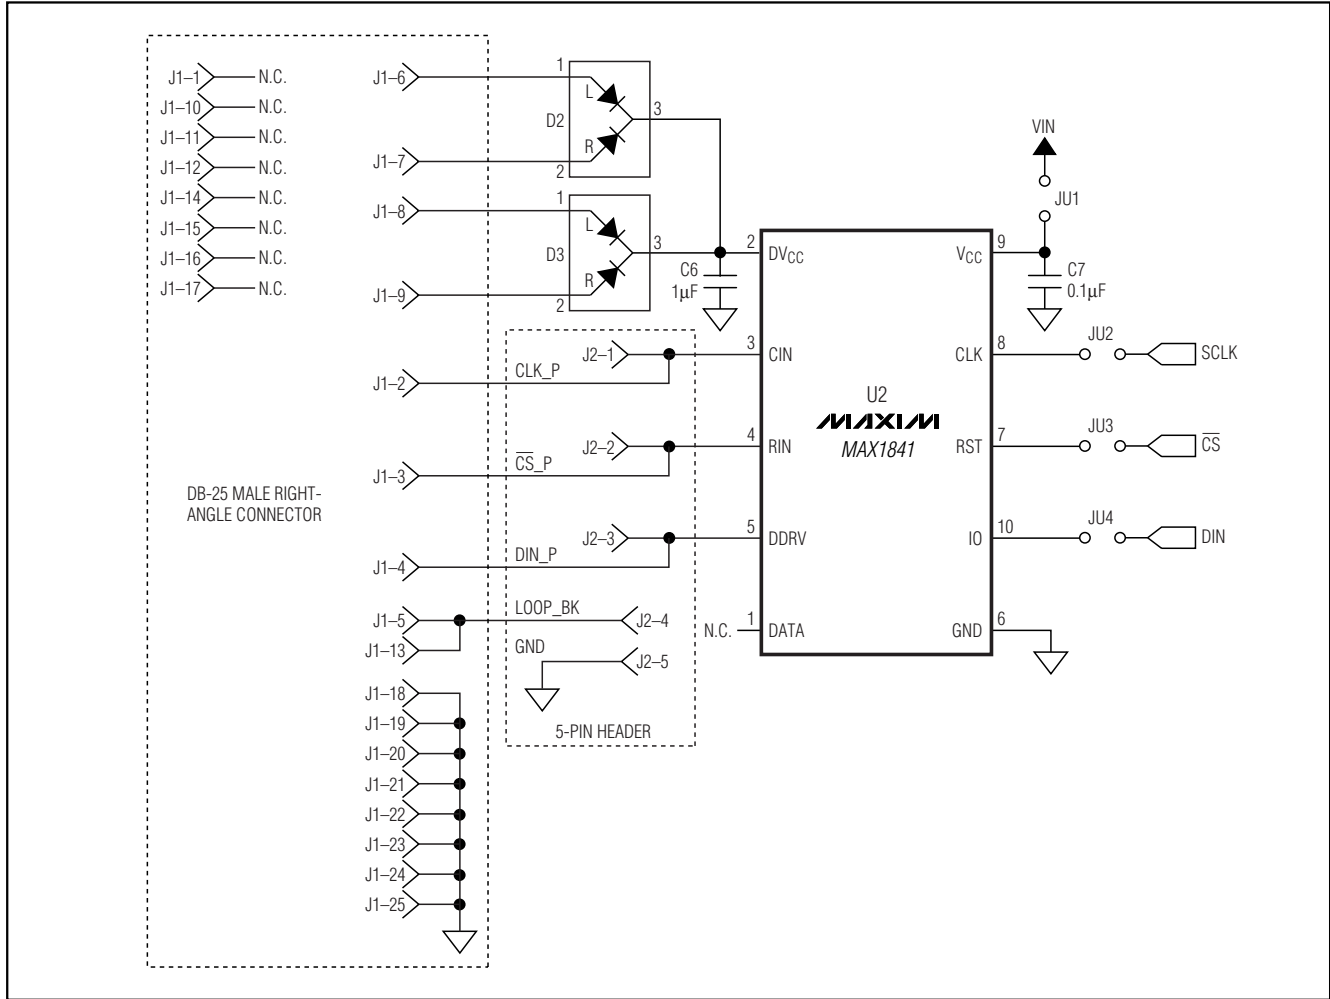 J1–1 N.C.
J1–10 N.C.
J1–11 N.C.
J1–12 N.C.
J1–14 N.C.
J1–15 N.C.
J1–16 N.C.
J1–17 N.C.
DB-25 MALE RIGHT-
ANGLE CONNECTOR
J1–6
J1–7
J1–8
J1–9
J1–2
J1–3
J1–4
J1–5
J1–13
J1–18
J1–19
J1–20
J1–21
J1–22
J1–23
J1–24
J1–25
1
L
D2
3
R
2
1
L
D3
3
R
2
C6
1µF
J2–1
CLK_P
J2–2
C̅S̅_P
J2–3
DIN_P
LOOP_BK
J2–4
GND
J2–5
5-PIN HEADER
N.C.
2 DVCC
3 CIN
4 RIN
5 DDRV
1 DATA
U2
MAXIM
MAX1841
VCC 9
CLK 8
RST 7
IO 10
GND 6
VIN
JU1
C7
0.1µF
JU2 SCLK
JU3 C̅S̅
JU4 DIN